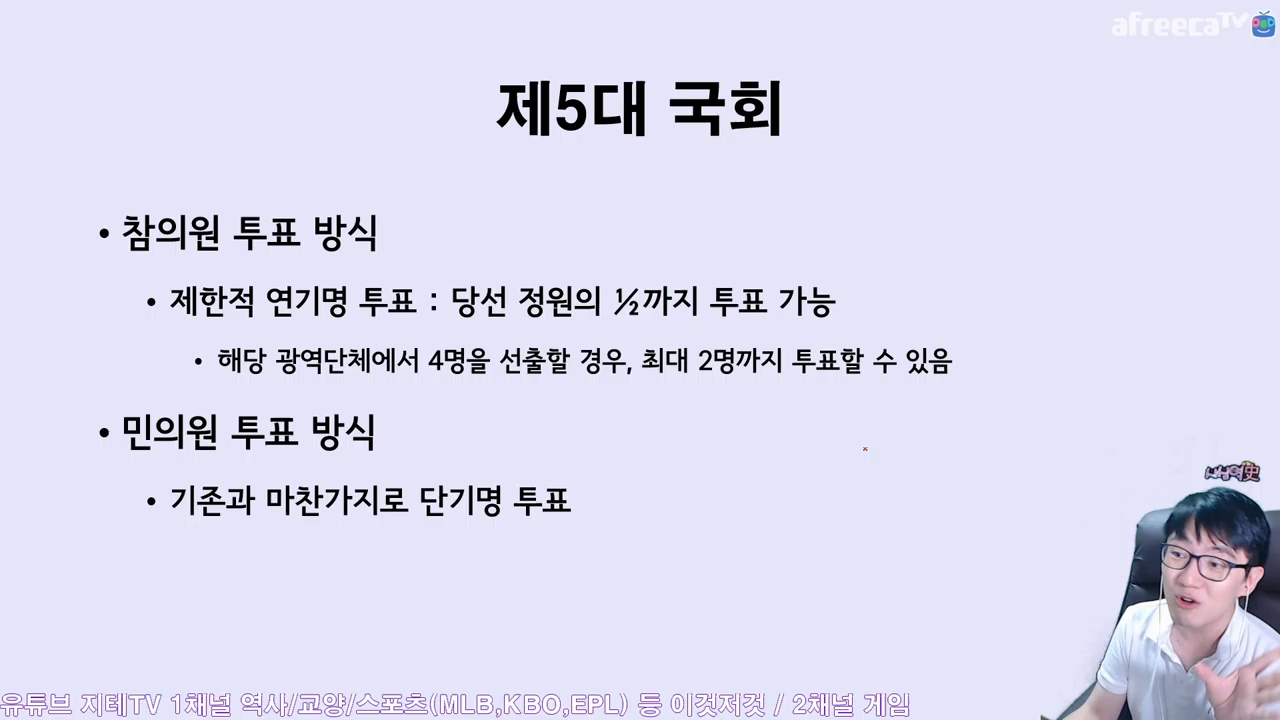 afreecaTV
제5대 국회
• 참의원 투표 방식
• 제한적 연기명 투표 : 당선 정원의 ½까지 투표 가능
• 해당 광역단체에서 4명을 선출할 경우, 최대 2명까지 투표할 수 있음
• 민의원 투표 방식
• 기존과 마찬가지로 단기명 투표
유튜브 지테TV 1채널 역사/교양/스포츠(MLB,KBO,EPL) 등 이것저것 / 2채널 게임